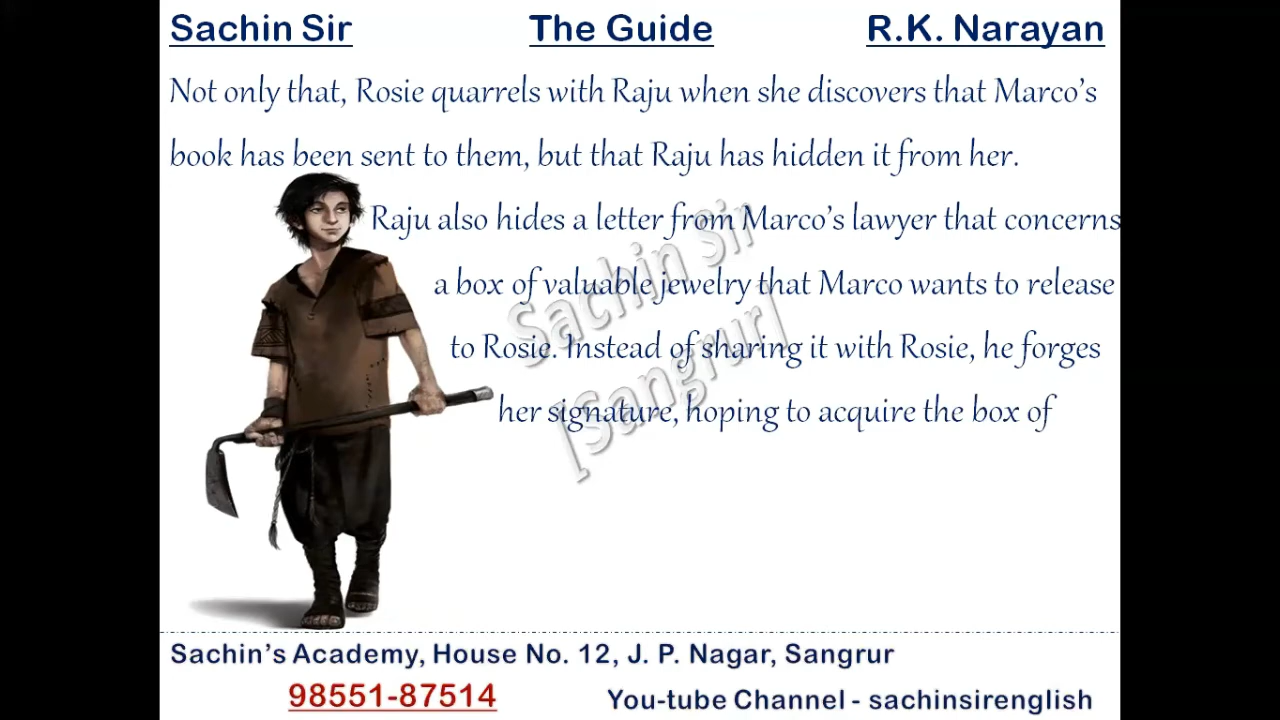 Sachin Sir The Guide R.K. Narayan
Not only that, Rosie quarrels with Raju when she discovers that Marco's
book has been sent to them, but that Raju has hidden it from her.
Raju also hides a letter from Marco's lawyer that concerns
a box of valuable jewelry that Marco wants to release
to Rosie. Instead of sharing it with Rosie, he forges
her signature, hoping to acquire the box of
Sachin Sir
[Sangrur]
Sachin's Academy, House No. 12, J. P. Nagar, Sangrur
98551-87514 You-tube Channel - sachinsirenglish